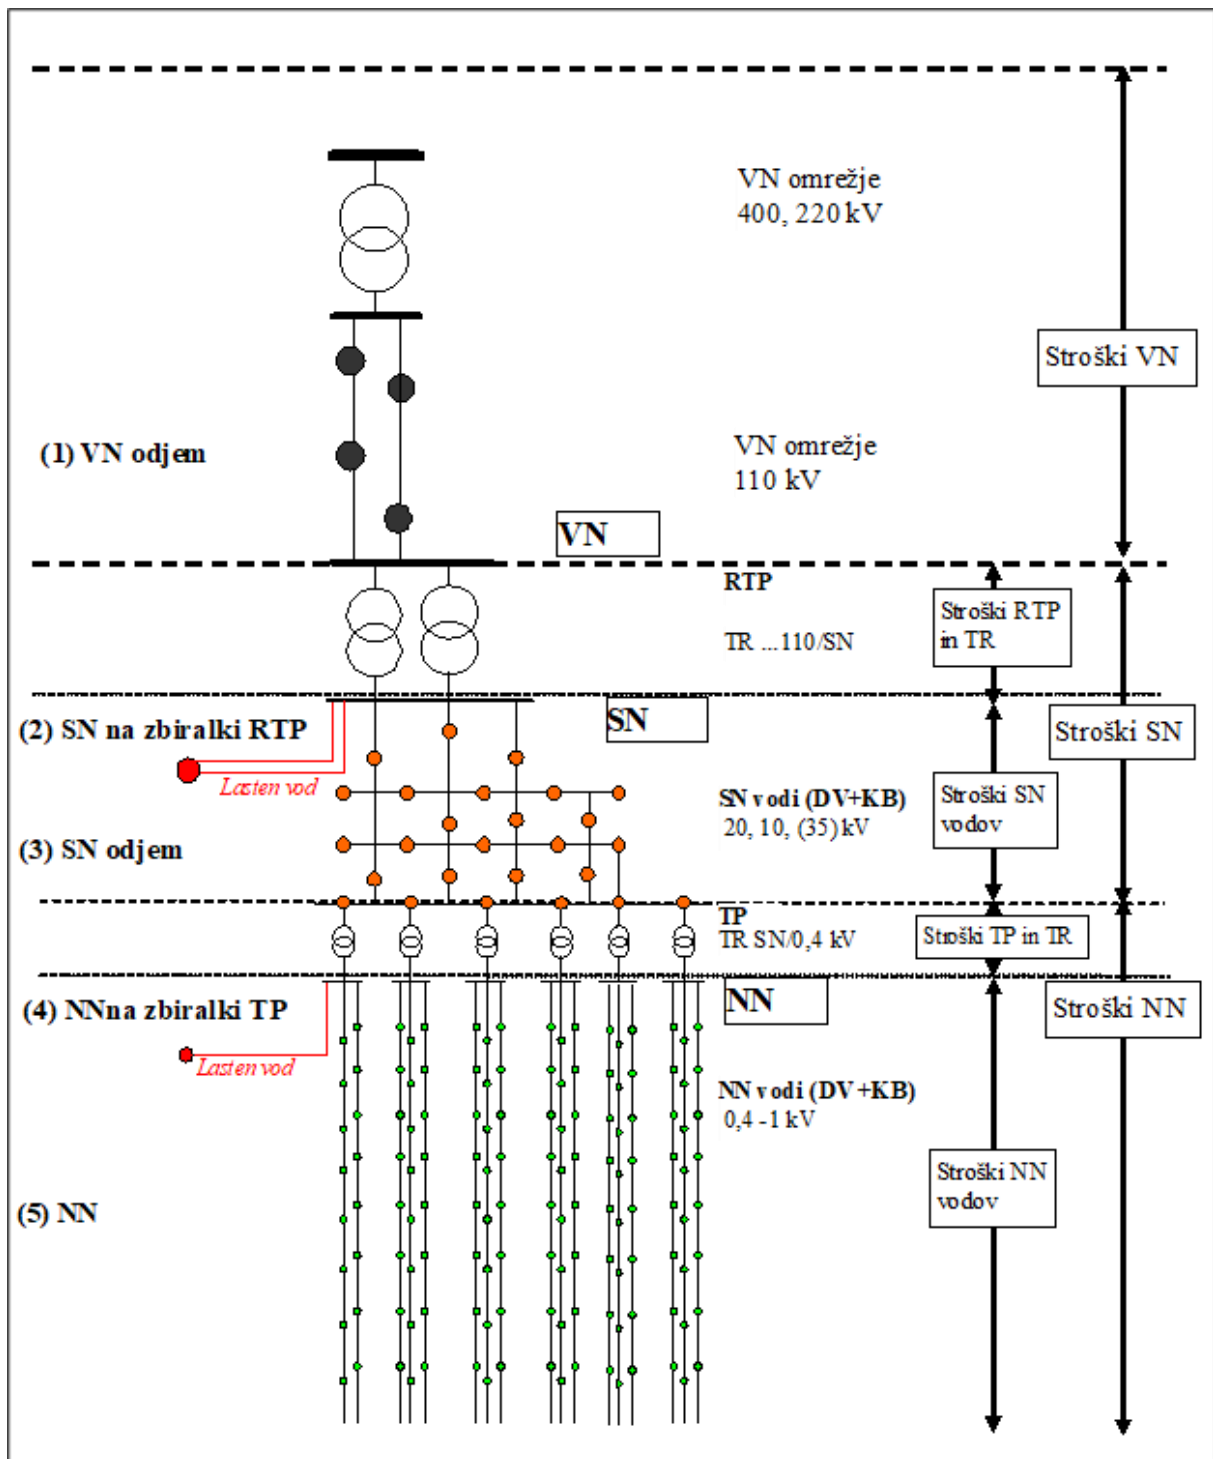 VN omrežje
400, 220 kV
Stroški VN
(1) VN odjem
VN omrežje
110 kV
VN
RTP
TR ...110/SN
Stroški RTP
in TR
(2) SN na zbiralki RTP
Lasten vod
SN
Stroški SN
SN vodi (DV+KB)
20, 10, (35) kV
Stroški SN
vodov
(3) SN odjem
TP
TR SN/0,4 kV
Stroški TP in TR
(4) NNna zbiralki TP
Lasten vod
NN
Stroški NN
NN vodi (DV+KB)
0,4 -1 kV
Stroški NN
vodov
(5) NN